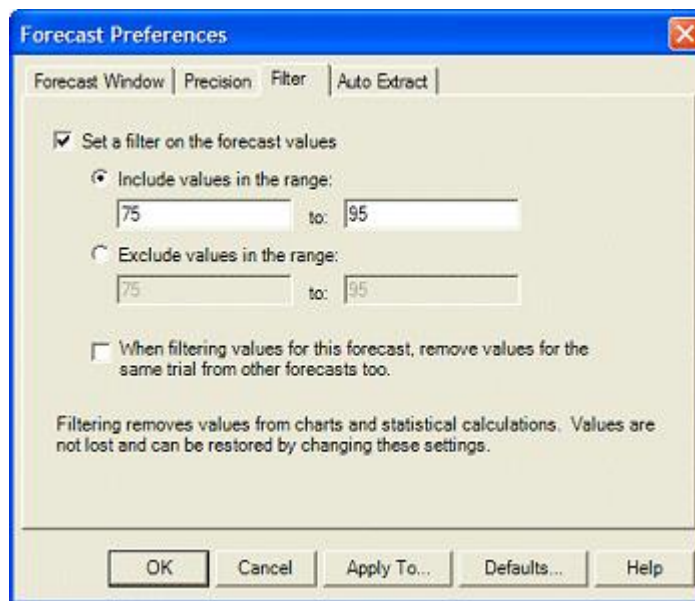 Forecast Preferences
Forecast Window Precision Filter Auto Extract
Set a filter on the forecast values
Include values in the range:
75 to: 95
Exclude values in the range:
75 to: 95
When filtering values for this forecast, remove values for the
same trial from other forecasts too.
Filtering removes values from charts and statistical calculations. Values are
not lost and can be restored by changing these settings.
OK Cancel Apply To... Defaults... Help